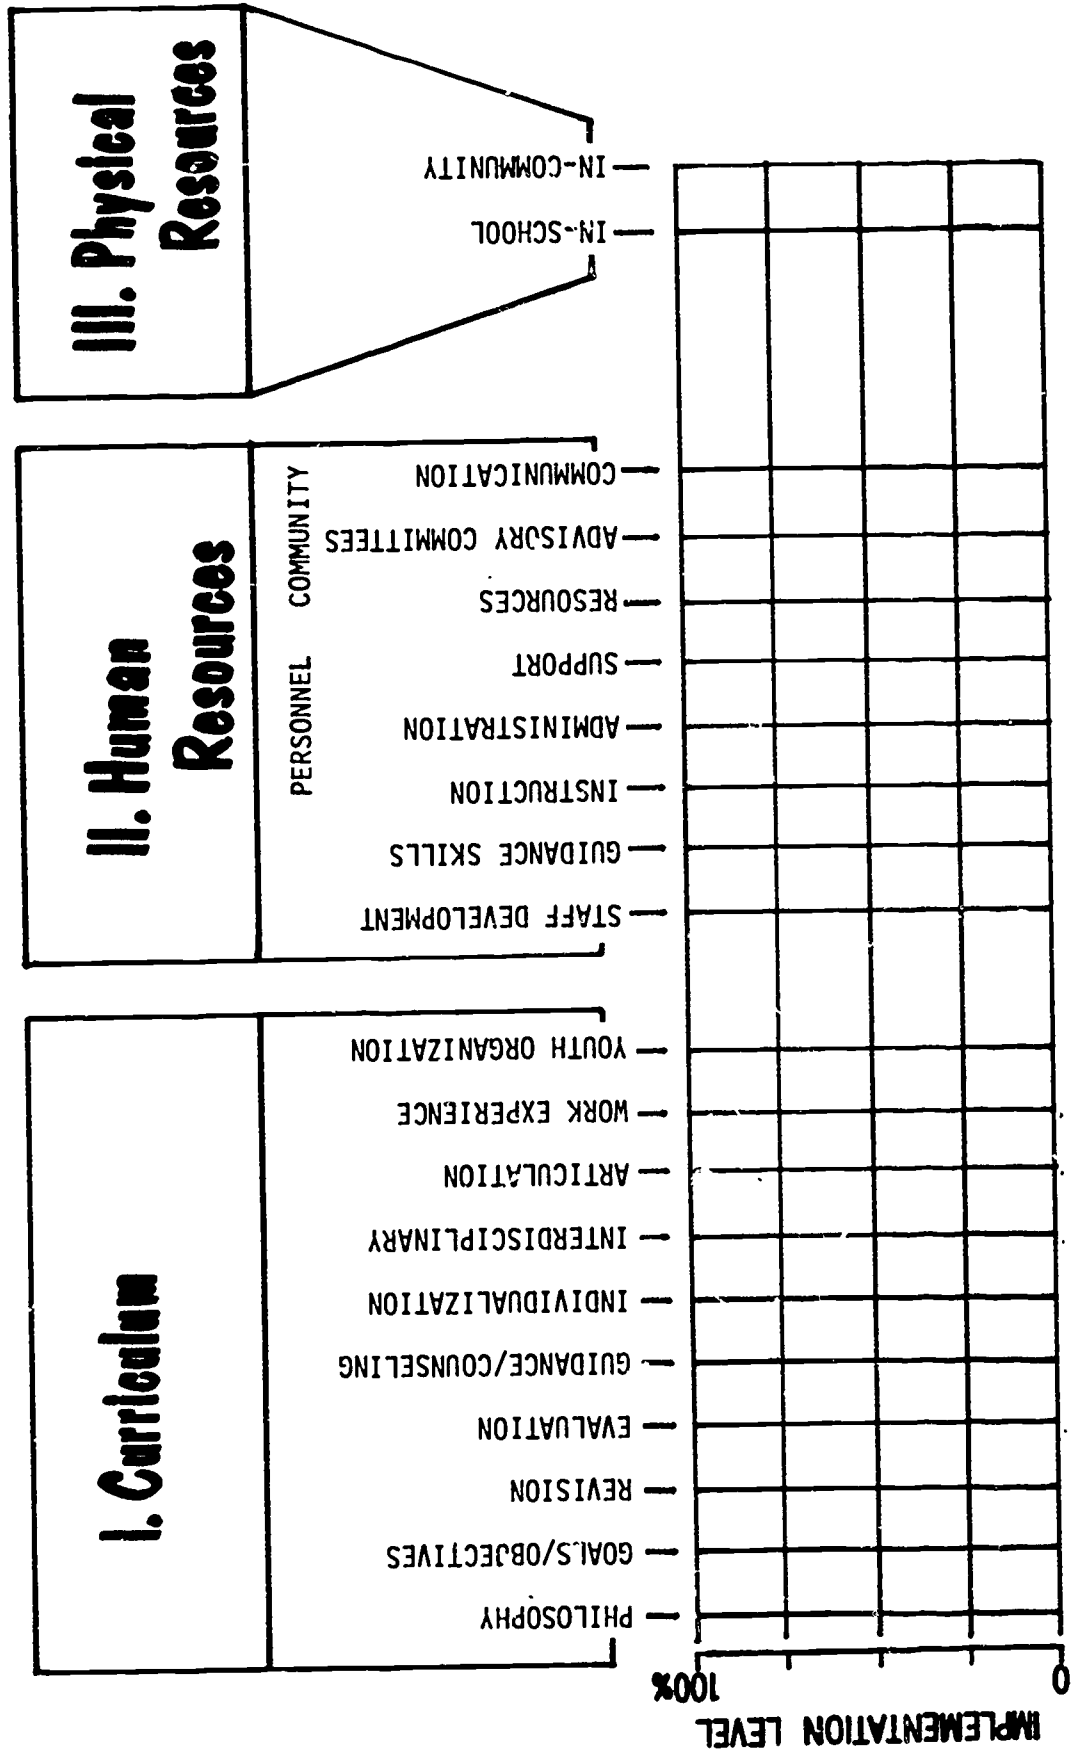 I. Curriculum
II. Human
Resources
III. Physical
Resources
PERSONNEL
COMMUNITY
PHILOSOPHY
GOALS/OBJECTIVES
REVISION
EVALUATION
GUIDANCE/COUNSELING
INDIVIDUALIZATION
INTERDISCIPLINARY
ARTICULATION
WORK EXPERIENCE
YOUTH ORGANIZATION
STAFF DEVELOPMENT
GUIDANCE SKILLS
INSTRUCTION
ADMINISTRATION
SUPPORT
RESOURCES
ADVISORY COMMITTEES
COMMUNICATION
IN-SCHOOL
IN-COMMUNITY
IMPLEMENTATION LEVEL
100%
0